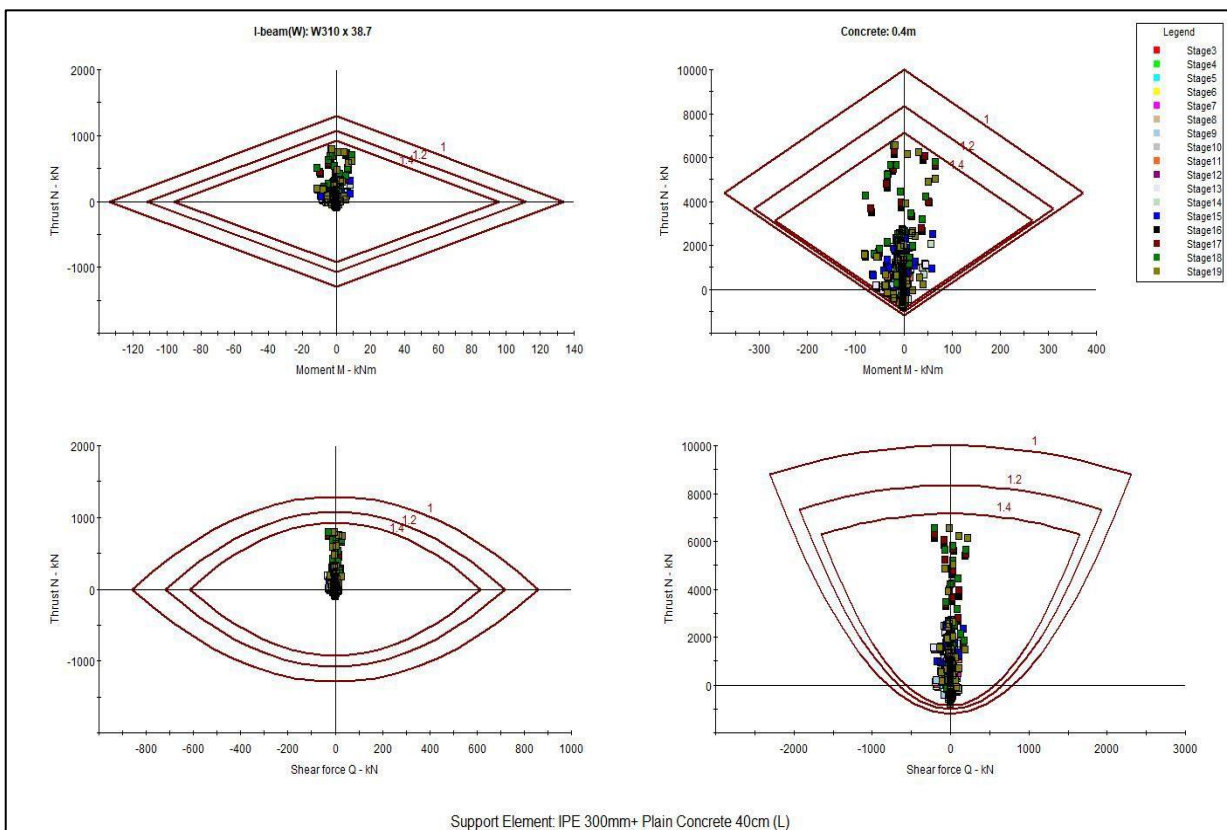 I-beam(W): W310 x 38.7
Concrete: 0.4m
Legend
Stage3
Stage4
Stage5
Stage6
Stage7
Stage8
Stage9
Stage10
Stage11
Stage12
Stage13
Stage14
Stage15
Stage16
Stage17
Stage18
Stage19
2000
1000
0
-1000
Thrust N - kN
1
1.2
1.4
-120 -100 -80 -60 -40 -20 0 20 40 60 80 100 120 140
Moment M - kNm
10000
8000
6000
4000
2000
0
Thrust N - kN
1
1.2
1.4
-300 -200 -100 0 100 200 300 400
Moment M - kNm
2000
1000
0
-1000
Thrust N - kN
1
1.2
1.4
-800 -600 -400 -200 0 200 400 600 800 1000
Shear force Q - kN
10000
8000
6000
4000
2000
0
Thrust N - kN
1
1.2
1.4
-2000 -1000 0 1000 2000 3000
Shear force Q - kN
Support Element: IPE 300mm+ Plain Concrete 40cm (L)